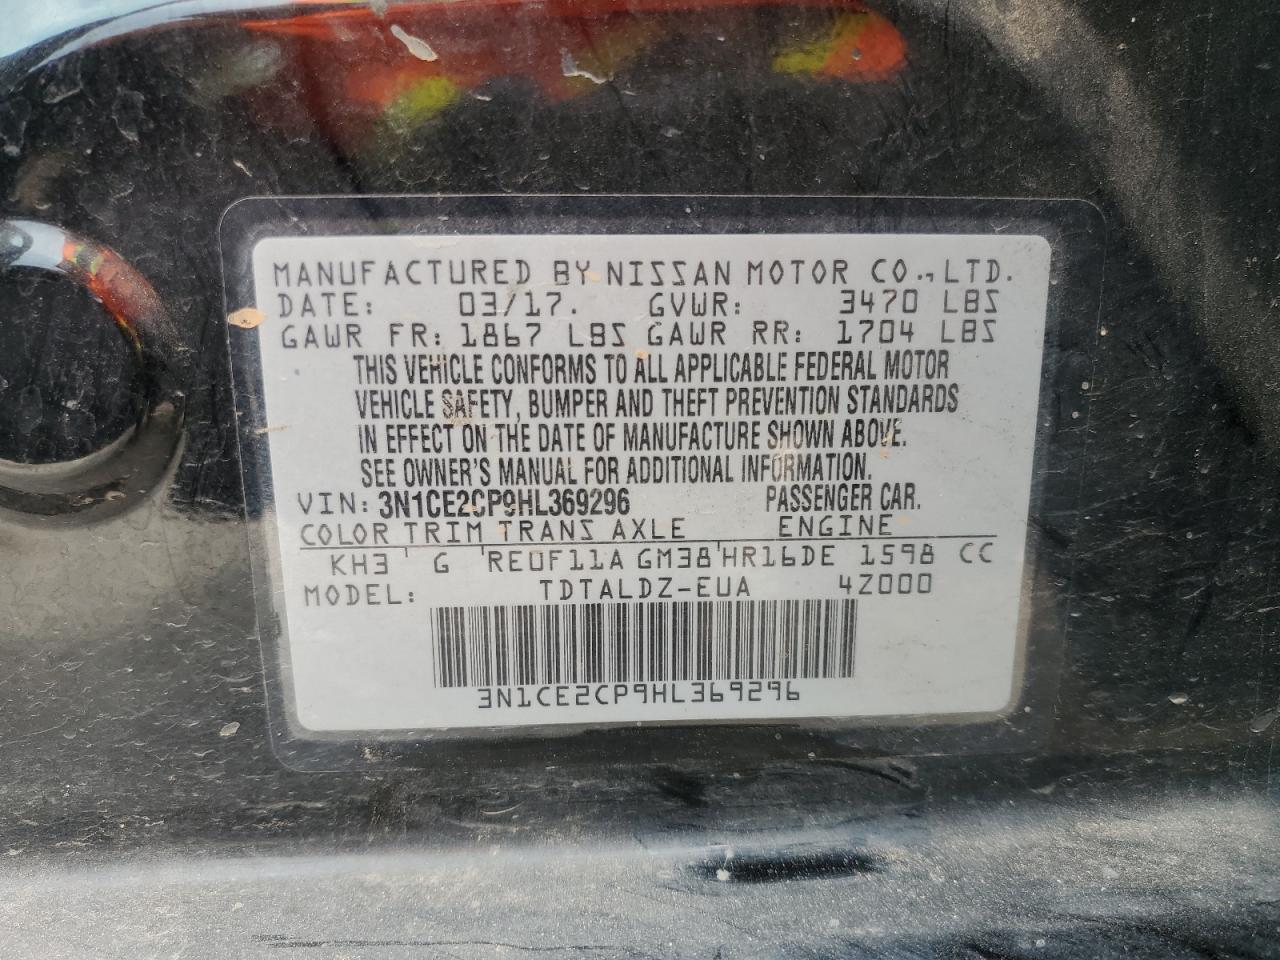 MANUFACTURED BY NISSAN MOTOR CO., LTD.
DATE: 03/17. GVWR: 3470 LBS
GAWR FR: 1867 LBS GAWR RR: 1704 LBS
THIS VEHICLE CONFORMS TO ALL APPLICABLE FEDERAL MOTOR
VEHICLE SAFETY, BUMPER AND THEFT PREVENTION STANDARDS
IN EFFECT ON THE DATE OF MANUFACTURE SHOWN ABOVE.
SEE OWNER'S MANUAL FOR ADDITIONAL INFORMATION.
VIN: 3N1CE2CP9HL369296 PASSENGER CAR.
COLOR TRIM TRANS AXLE ENGINE
KH3 G RE0F11A GM38 HR16DE 1598 CC
MODEL: TDTALDZ-EUA 4Z000
3N1CE2CP9HL369296